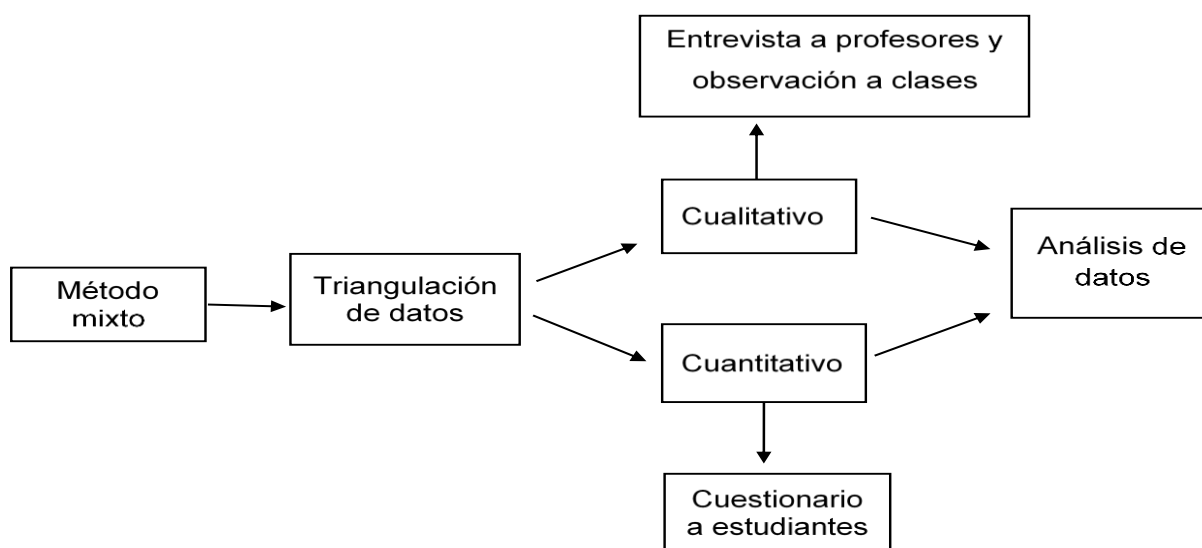 Entrevista a profesores y
observación a clases
Cualitativo
Análisis de
datos
Triangulación
de datos
Método
mixto
Cuantitativo
Cuestionario
a estudiantes